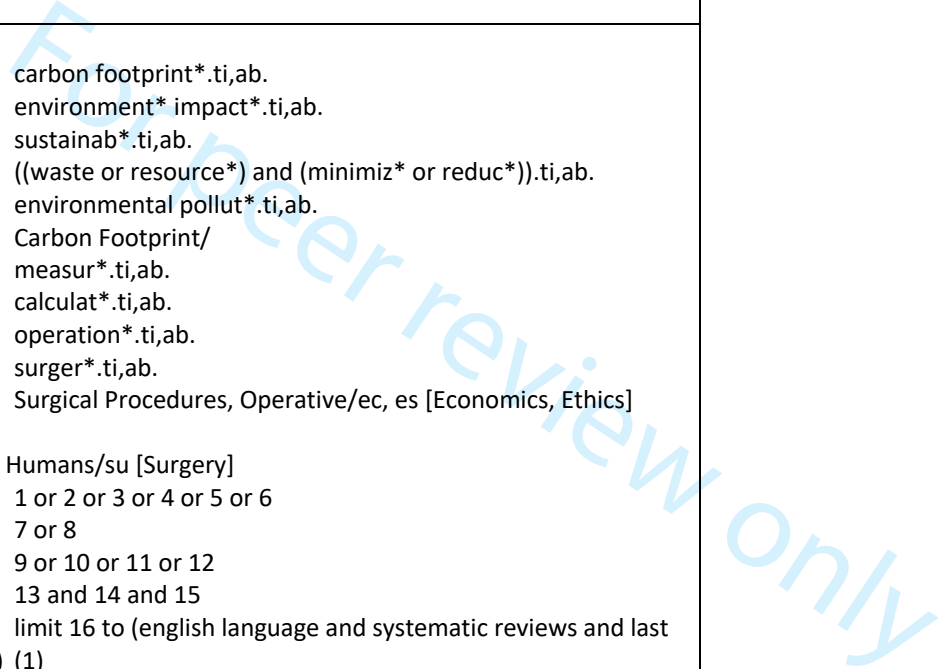 carbon footprint*.ti,ab.
environment* impact*.ti,ab.
sustainab*.ti,ab.
((waste or resource*) and (minimiz* or reduc*)).ti,ab.
environmental pollut*.ti,ab.
Carbon Footprint/
measur*.ti,ab.
calculat*.ti,ab.
operation*.ti,ab.
surger*.ti,ab.
Surgical Procedures, Operative/ec, es [Economics, Ethics]
Humans/su [Surgery]
1 or 2 or 3 or 4 or 5 or 6
7 or 8
9 or 10 or 11 or 12
13 and 14 and 15
limit 16 to (english language and systematic reviews and last
) (1)
For peer review only